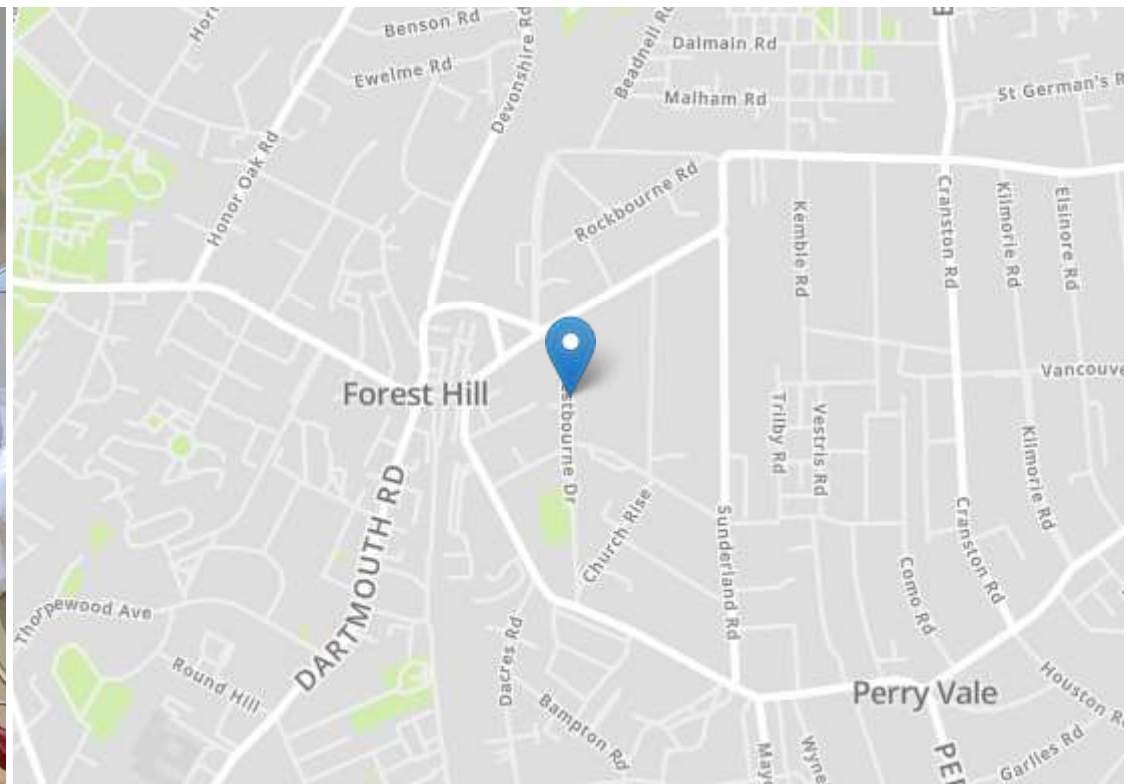 Benson Rd
Ewelme Rd
Devonshire Rd
Beadnell Rd
Dalmain Rd
Malham Rd
St German's
Honor Oak Rd
Rockbourne Rd
Kemble Rd
Cranston Rd
Kilmorie Rd
Elsinore Rd
Forest Hill
stbourne Dr
Trilby Rd
Vestris Rd
Vancouve
Kilmorie Rd
DARTMOUTH RD
Church Rise
Sunderland Rd
Cranston Rd
Como Rd
Thorpewood Ave
Round Hill
Dacres Rd
Bampton Rd
Perry Vale
Houston
Garlies Rd